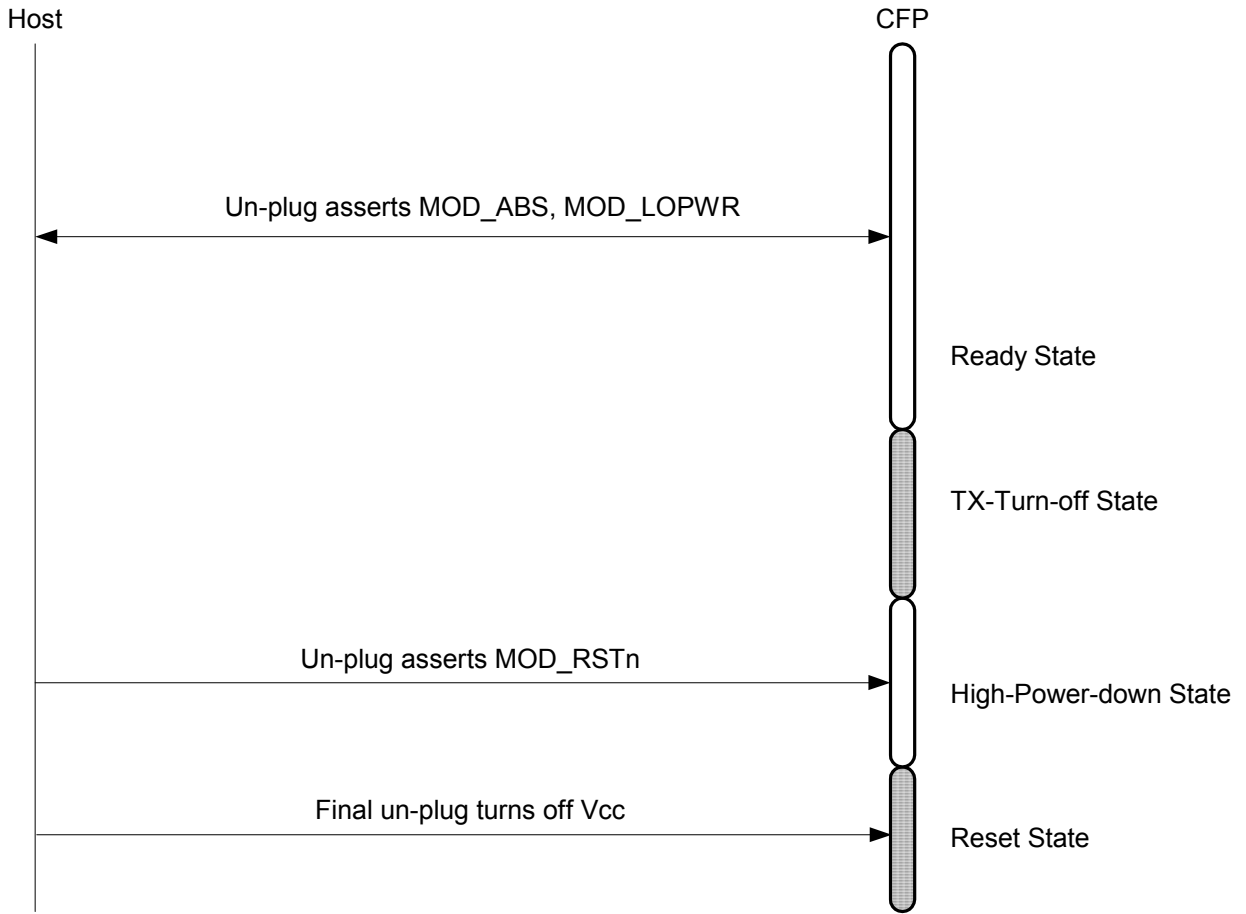 Host
CFP
Un-plug asserts MOD_ABS, MOD_LOPWR
Ready State
TX-Turn-off State
Un-plug asserts MOD_RSTn
High-Power-down State
Final un-plug turns off Vcc
Reset State